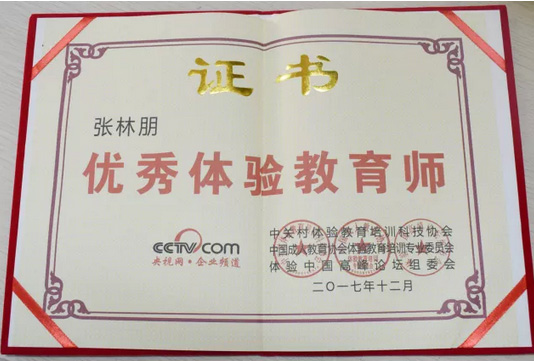 证书
张林朋
优秀体验教育师
CCTV.com
央视网·企业频道
中关村体验教育培训科技协会
中国成人教育协会体验教育培训专业委员会
体验中国高峰论坛组委会
二〇一七年十二月